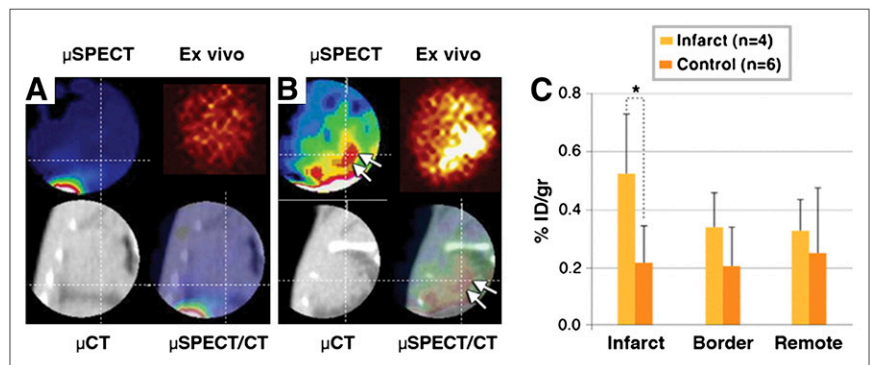 μSPECT Ex vivo
A
μCT μSPECT/CT
μSPECT Ex vivo
B
μCT μSPECT/CT
C
Infarct (n=4)
Control (n=6)
% ID/gr
0.8
0.6
0.4
0.2
0.0
*
Infarct Border Remote